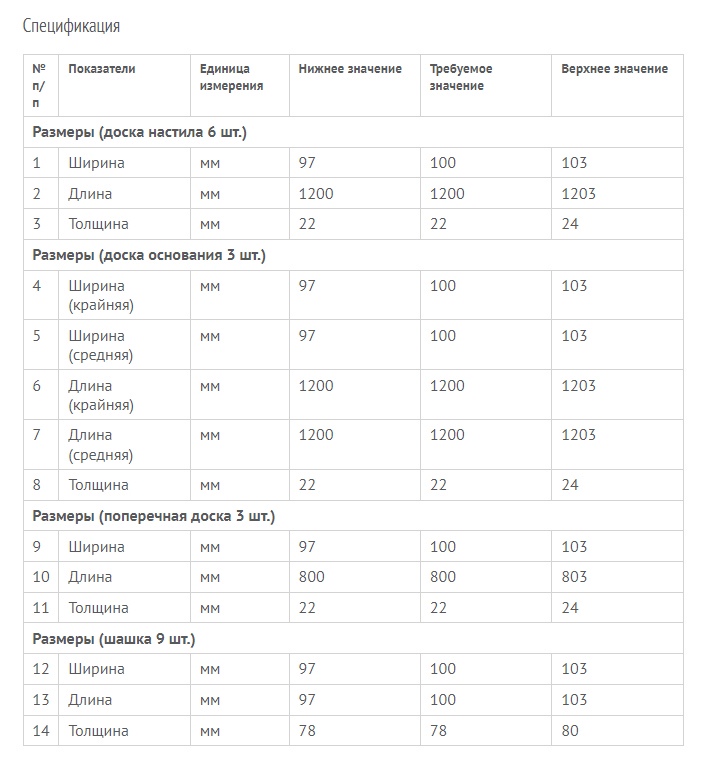 Спецификация
№ п/п Показатели Единица измерения Нижнее значение Требуемое значение Верхнее значение
Размеры (доска настила 6 шт.)
1 Ширина мм 97 100 103
2 Длина мм 1200 1200 1203
3 Толщина мм 22 22 24
Размеры (доска основания 3 шт.)
4 Ширина (крайняя) мм 97 100 103
5 Ширина (средняя) мм 97 100 103
6 Длина (крайняя) мм 1200 1200 1203
7 Длина (средняя) мм 1200 1200 1203
8 Толщина мм 22 22 24
Размеры (поперечная доска 3 шт.)
9 Ширина мм 97 100 103
10 Длина мм 800 800 803
11 Толщина мм 22 22 24
Размеры (шашка 9 шт.)
12 Ширина мм 97 100 103
13 Длина мм 97 100 103
14 Толщина мм 78 78 80